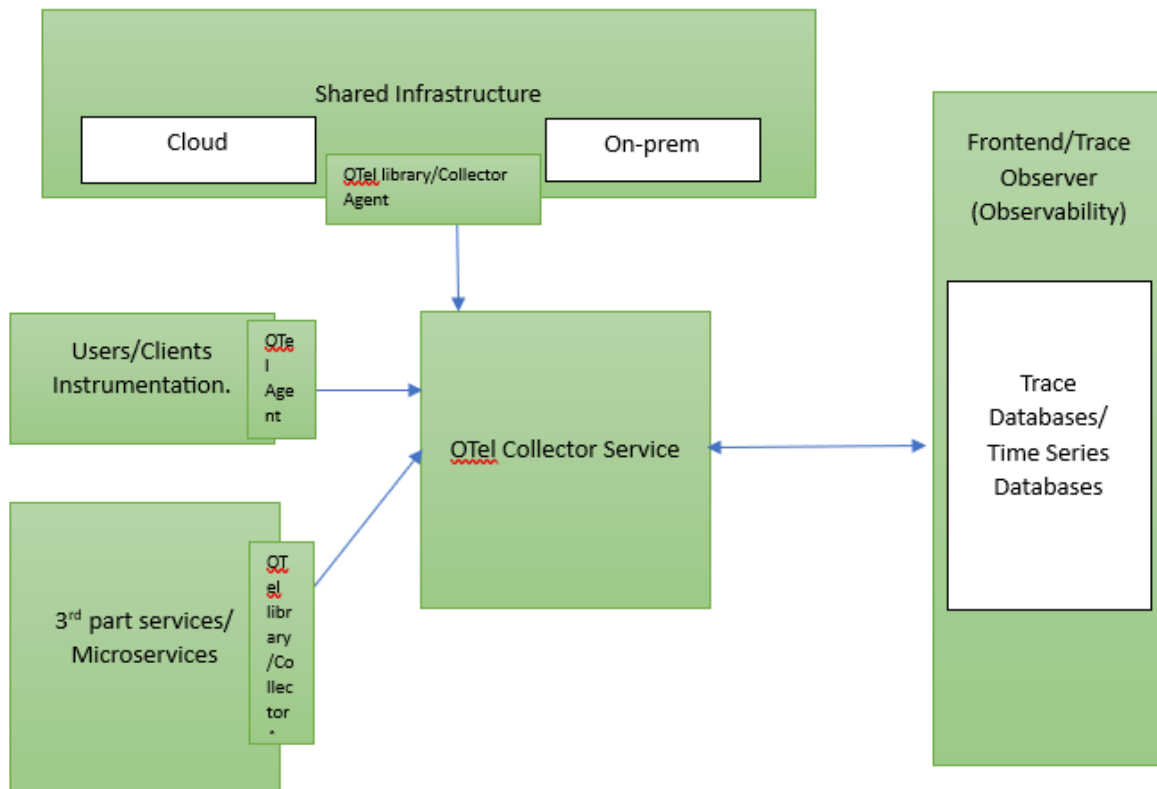 Shared Infrastructure
Cloud
On-prem
OTel library/Collector
Agent
Frontend/Trace
Observer
(Observability)
Users/Clients
Instrumentation.
OTe
l
Age
nt
OTel Collector Service
Trace
Databases/
Time Series
Databases
3rd part services/
Microservices
OT
el
libr
ary
/Co
llec
tor